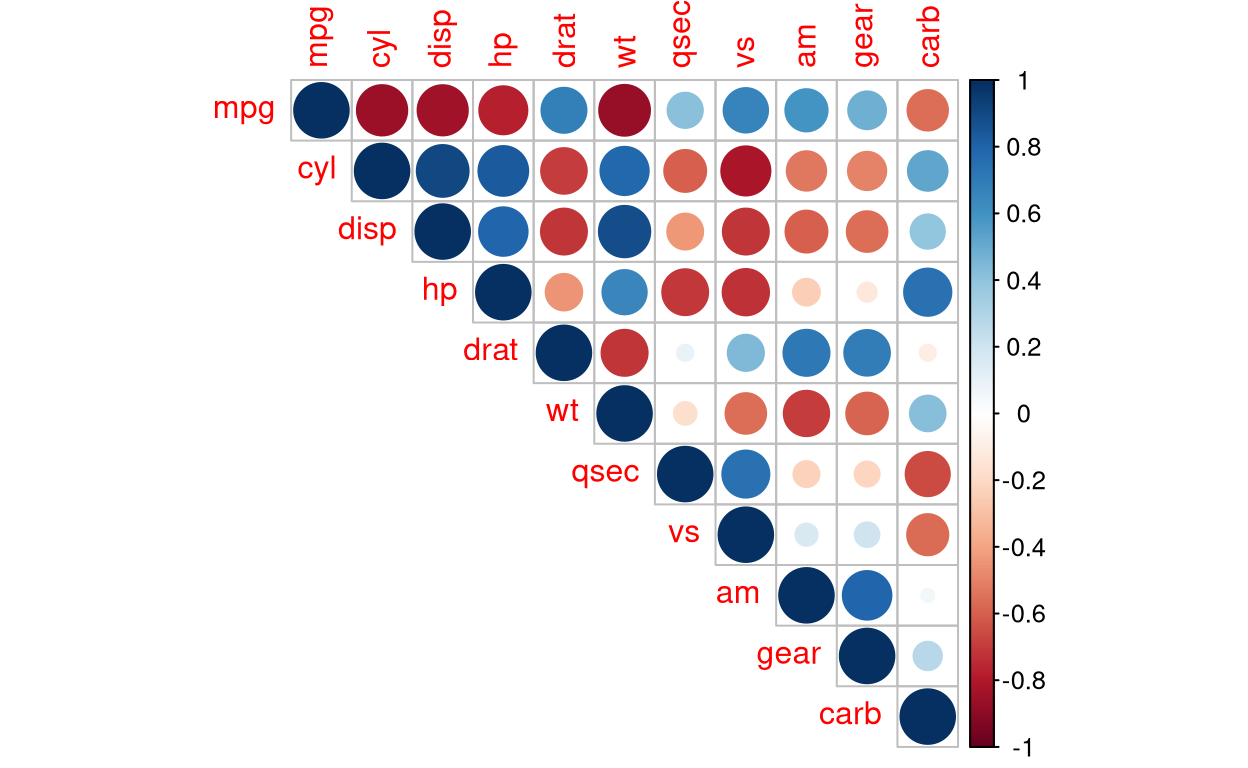 mpg cyl disp hp drat wt qsec vs am gear carb
mpg
cyl
disp
hp
drat
wt
qsec
vs
am
gear
carb
1
0.8
0.6
0.4
0.2
0
-0.2
-0.4
-0.6
-0.8
-1